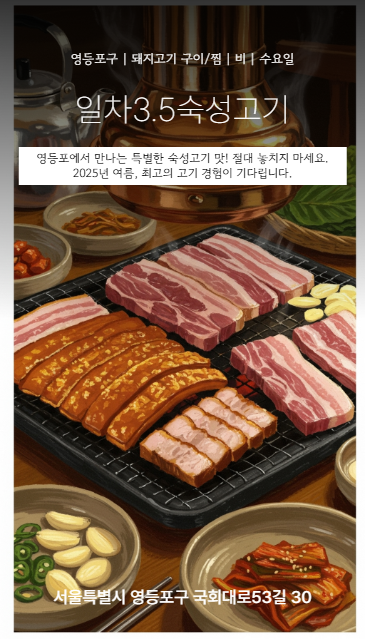 영등포구 | 돼지고기 구이/찜 | 비 | 수요일
일차3.5숙성고기
영등포에서 만나는 특별한 숙성고기 맛! 절대 놓치지 마세요.
2025년 여름, 최고의 고기 경험이 기다립니다.
서울특별시 영등포구 국회대로53길 30